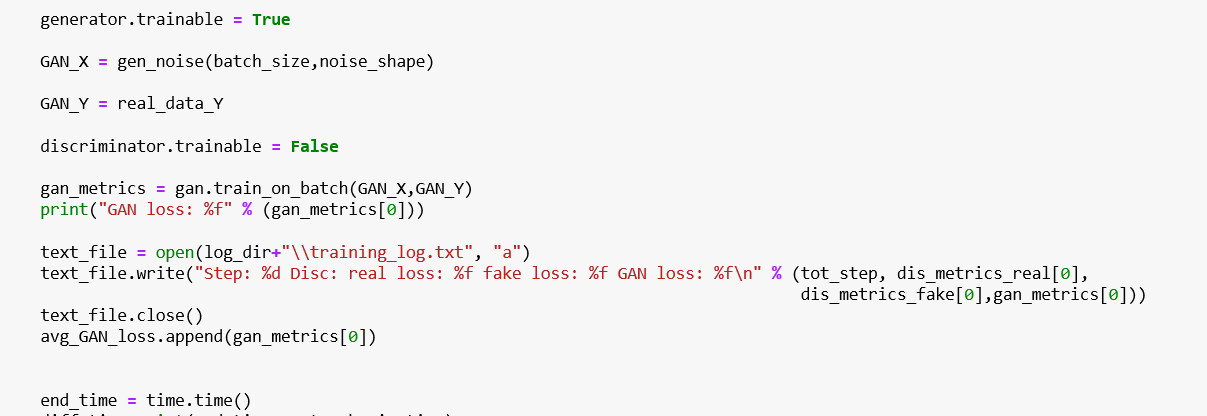 generator.trainable = True
GAN_X = gen_noise(batch_size,noise_shape)
GAN_Y = real_data_Y
discriminator.trainable = False
gan_metrics = gan.train_on_batch(GAN_X,GAN_Y)
print("GAN loss: %f" % (gan_metrics[0]))
text_file = open(log_dir+"\\training_log.txt", "a")
text_file.write("Step: %d Disc: real loss: %f fake loss: %f GAN loss: %f\n" % (tot_step, dis_metrics_real[0],
dis_metrics_fake[0],gan_metrics[0]))
text_file.close()
avg_GAN_loss.append(gan_metrics[0])
end_time = time.time()